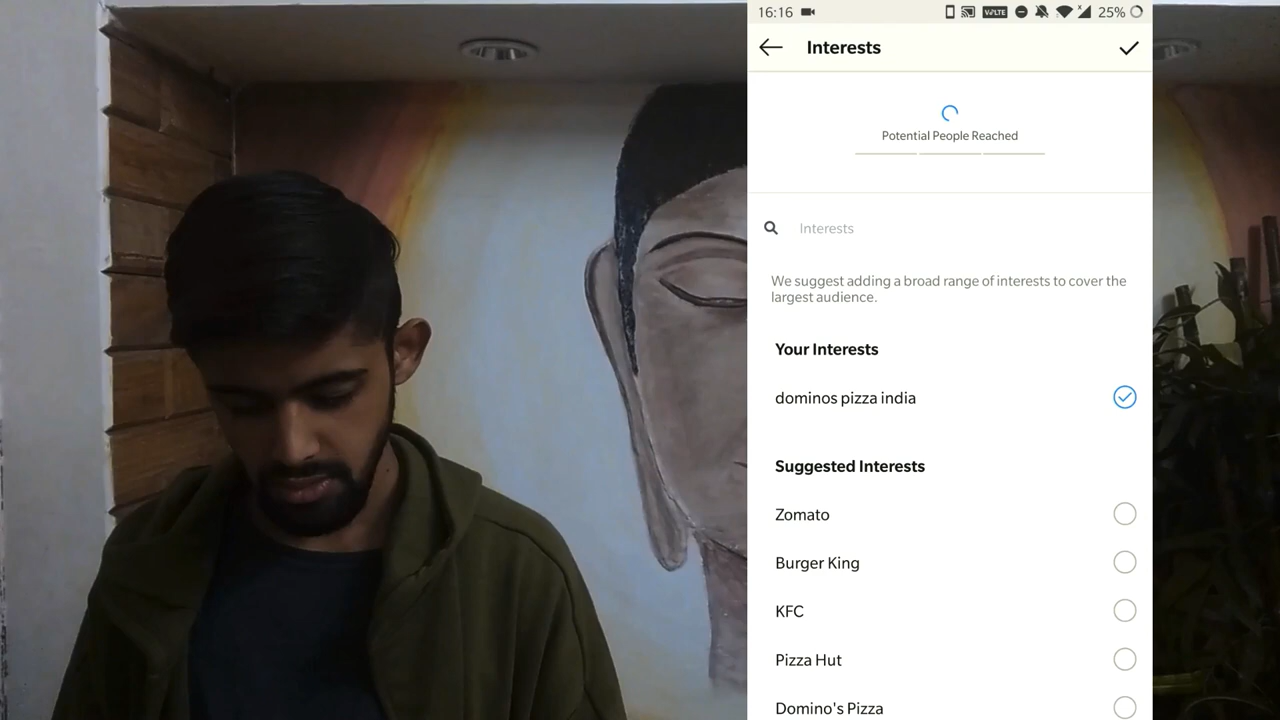 16:16
VoLTE
25%
Interests
Potential People Reached
Interests
We suggest adding a broad range of interests to cover the
largest audience.
Your Interests
dominos pizza india
Suggested Interests
Zomato
Burger King
KFC
Pizza Hut
Domino's Pizza